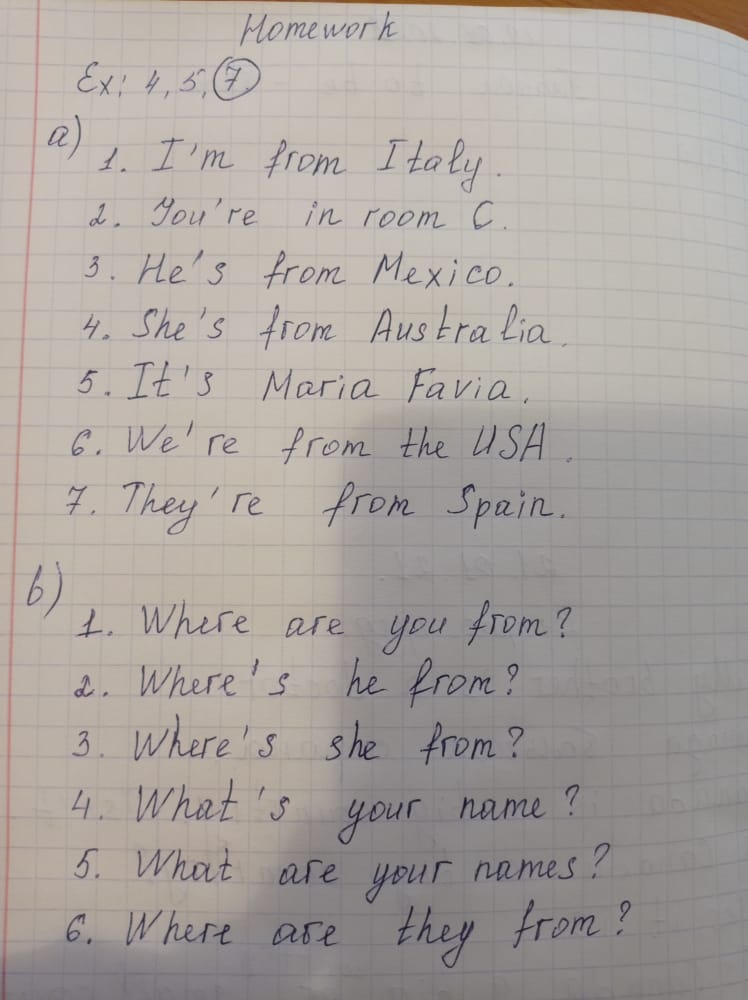 Homework
Ex: 4, 5, 7
a)
1. I'm from Italy.
2. You're in room C.
3. He's from Mexico.
4. She's from Australia.
5. It's Maria Favia.
6. We're from the USA.
7. They're from Spain.
b)
1. Where are you from?
2. Where's he from?
3. Where's she from?
4. What's your name?
5. What are your names?
6. Where are they from?